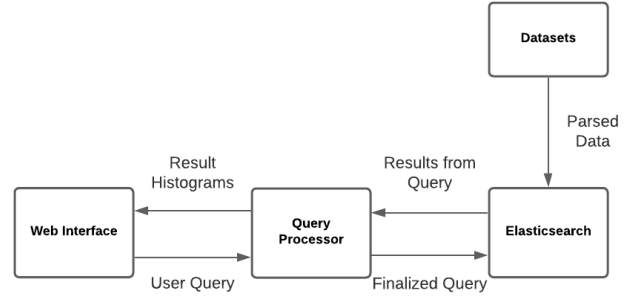 Datasets
Parsed
Data
Result
Histograms
Results from
Query
Web Interface
Query
Processor
Elasticsearch
User Query
Finalized Query